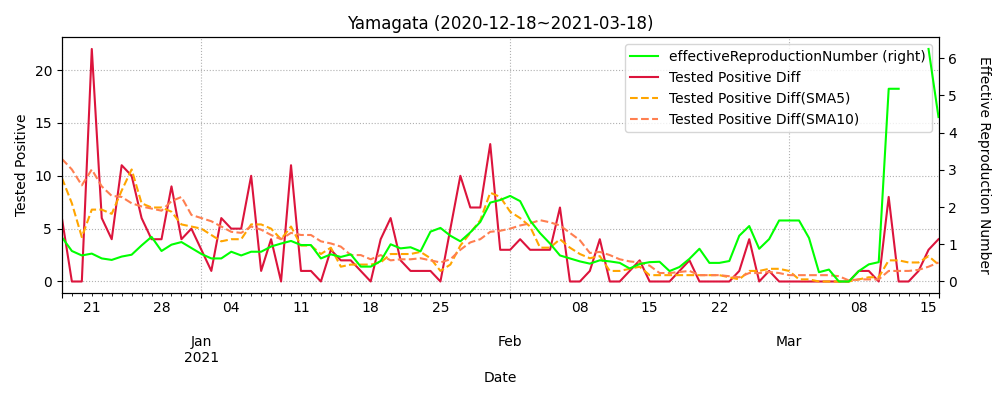 Yamagata (2020-12-18~2021-03-18)
effectiveReproductionNumber (right)
Tested Positive Diff
Tested Positive Diff(SMA5)
Tested Positive Diff(SMA10)
Tested Positive
20
15
10
5
0
Effective Reproduction Number
6
5
4
3
2
1
0
21 28 04 11 18 25 08 15 22 08 15
Jan Feb Mar
2021
Date